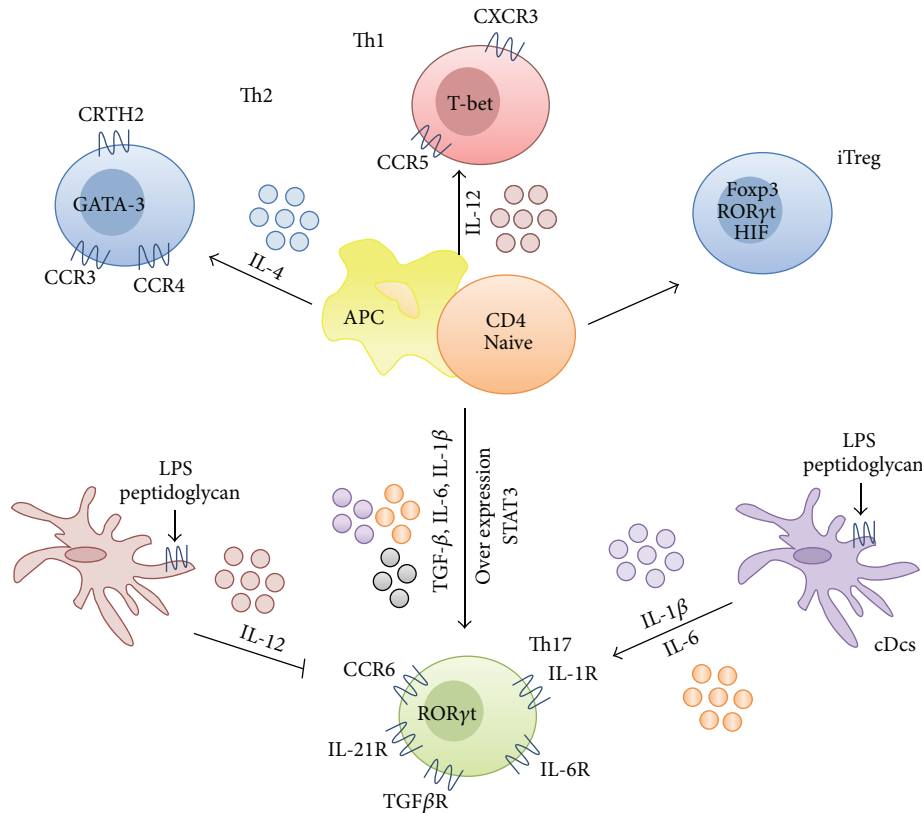 CXCR3
Th1
Th2
T-bet
CRTH2
CCR5
iTreg
GATA-3
Foxp3
RORγt
HIF
IL-12
CCR3
CCR4
IL-4
APC
CD4
Naive
LPS
peptidoglycan
TGF-β, IL-6, IL-1β
Over expression
STAT3
LPS
peptidoglycan
IL-12
IL-1β
IL-6
cDcs
Th17
CCR6
IL-1R
RORγt
IL-21R
IL-6R
TGFβR